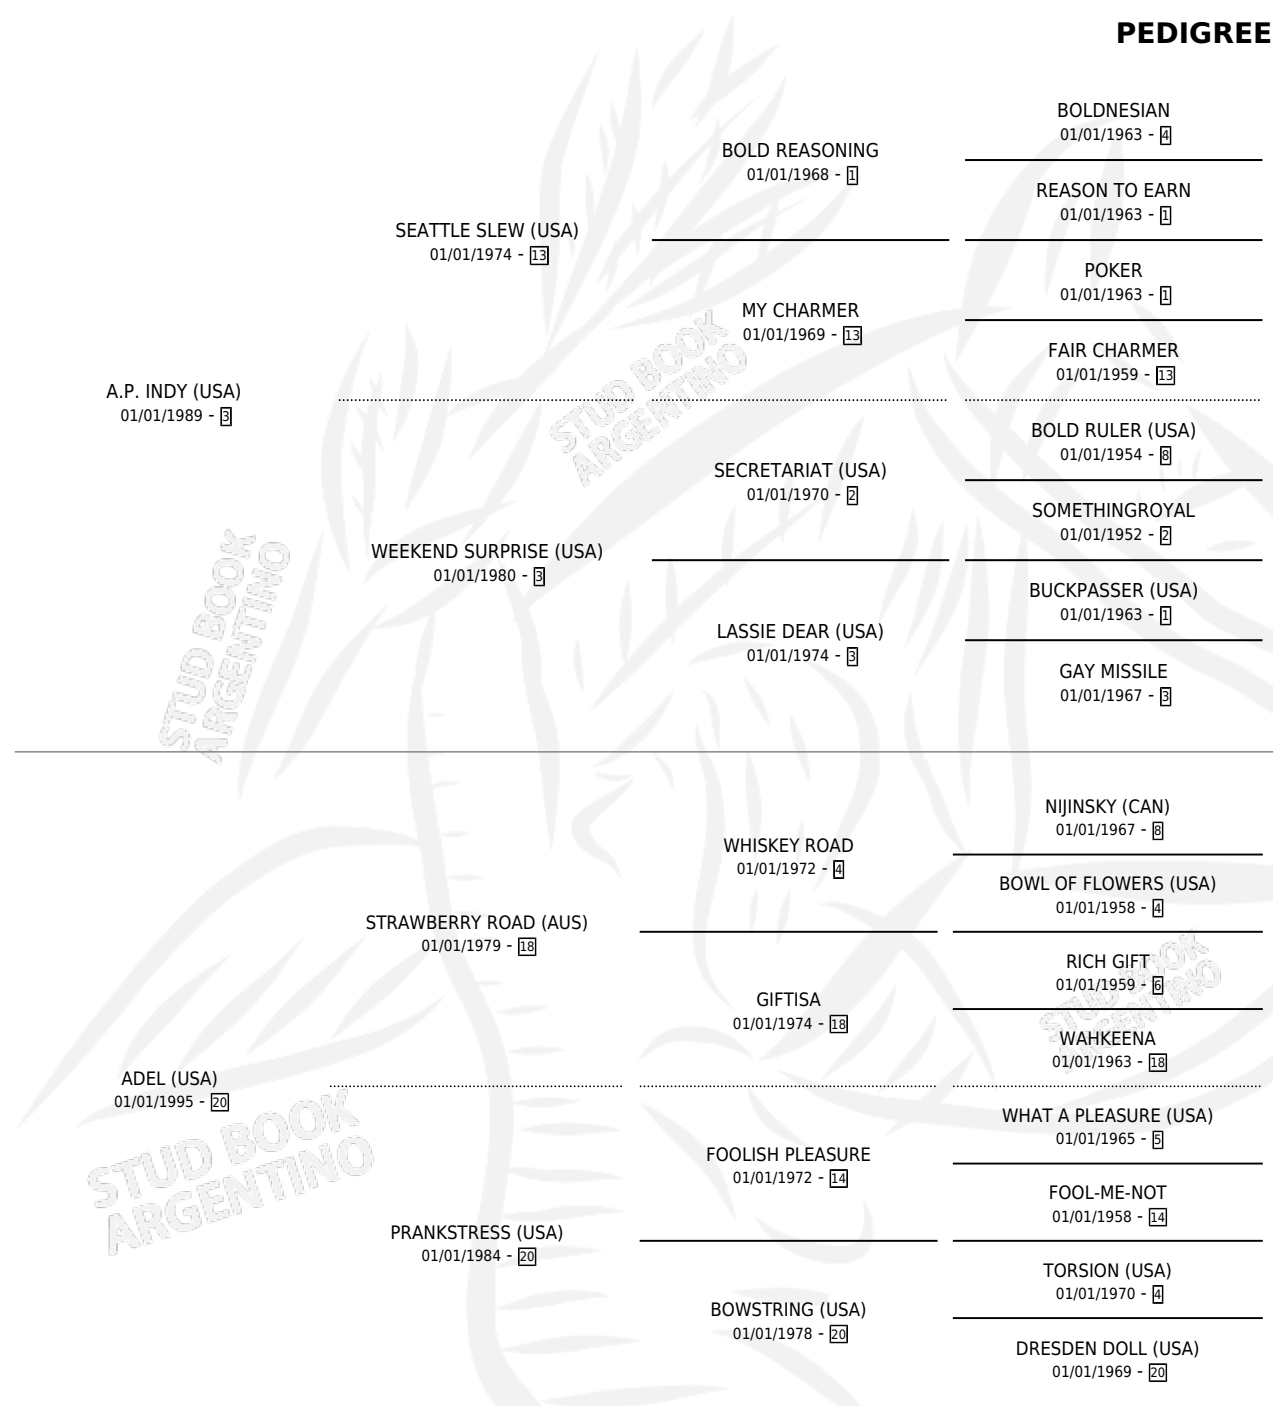 PEDIGREE
BOLDNESIAN
01/01/1963 - 4
BOLD REASONING
01/01/1968 - 1
REASON TO EARN
01/01/1963 - 1
SEATTLE SLEW (USA)
01/01/1974 - 13
POKER
01/01/1963 - 1
MY CHARMER
01/01/1969 - 13
FAIR CHARMER
01/01/1959 - 13
A.P. INDY (USA)
01/01/1989 - 3
STUD BOOK
ARGENTINO
BOLD RULER (USA)
01/01/1954 - 8
SECRETARIAT (USA)
01/01/1970 - 2
SOMETHINGROYAL
01/01/1952 - 2
WEEKEND SURPRISE (USA)
01/01/1980 - 3
BUCKPASSER (USA)
01/01/1963 - 1
LASSIE DEAR (USA)
01/01/1974 - 3
GAY MISSILE
01/01/1967 - 3
STUD BOOK
ARGENTINO
NIJINSKY (CAN)
01/01/1967 - 8
WHISKEY ROAD
01/01/1972 - 4
BOWL OF FLOWERS (USA)
01/01/1958 - 4
STRAWBERRY ROAD (AUS)
01/01/1979 - 18
RICH GIFT
01/01/1959 - 6
GIFTISA
01/01/1974 - 18
WAHKEENA
01/01/1963 - 18
STUD BOOK
ARGENTINO
ADEL (USA)
01/01/1995 - 20
WHAT A PLEASURE (USA)
01/01/1965 - 5
FOOLISH PLEASURE
01/01/1972 - 14
FOOL-ME-NOT
01/01/1958 - 14
STUD BOOK
ARGENTINO
PRANKSTRESS (USA)
01/01/1984 - 20
TORSION (USA)
01/01/1970 - 4
BOWSTRING (USA)
01/01/1978 - 20
DRESDEN DOLL (USA)
01/01/1969 - 20